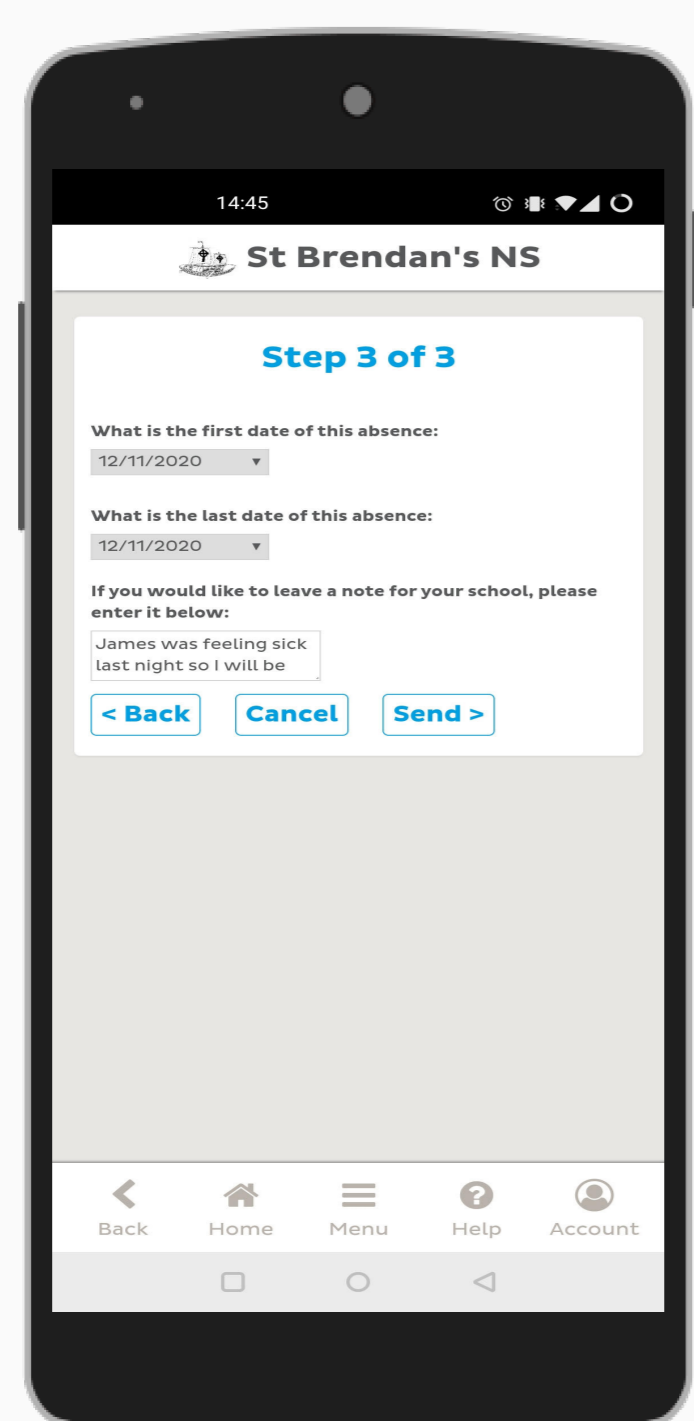 14:45
St Brendan's NS
Step 3 of 3
What is the first date of this absence:
12/11/2020
What is the last date of this absence:
12/11/2020
If you would like to leave a note for your school, please
enter it below:
James was feeling sick
last night so I will be
< Back Cancel Send >
Back Home Menu Help Account